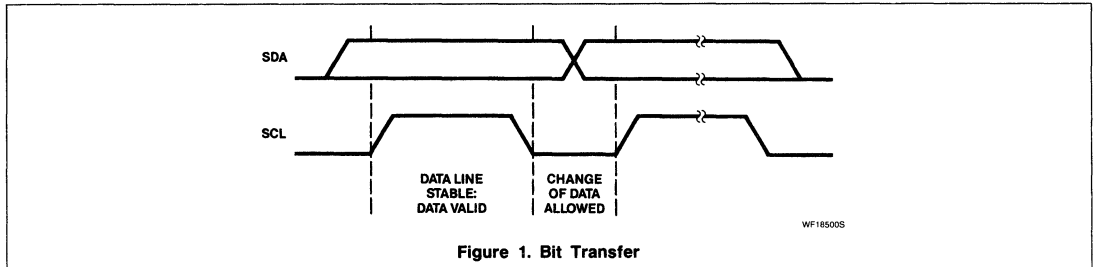 SDA
SCL
DATA LINE
STABLE:
DATA VALID
CHANGE
OF DATA
ALLOWED
WF18500S
Figure 1. Bit Transfer